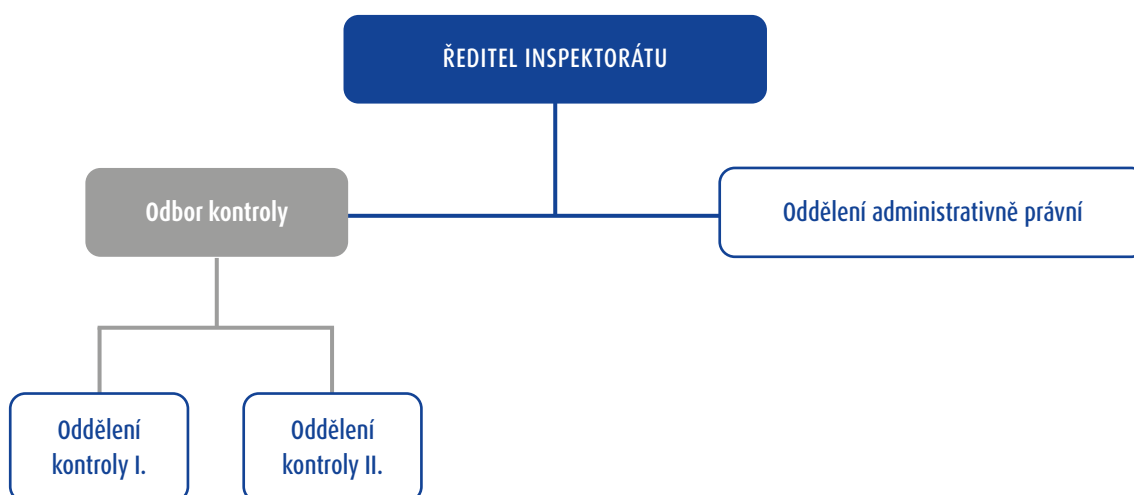 ŘEDITEL INSPEKTORÁTU
Odbor kontroly
Oddělení administrativně právní
Oddělení
kontroly I.
Oddělení
kontroly II.